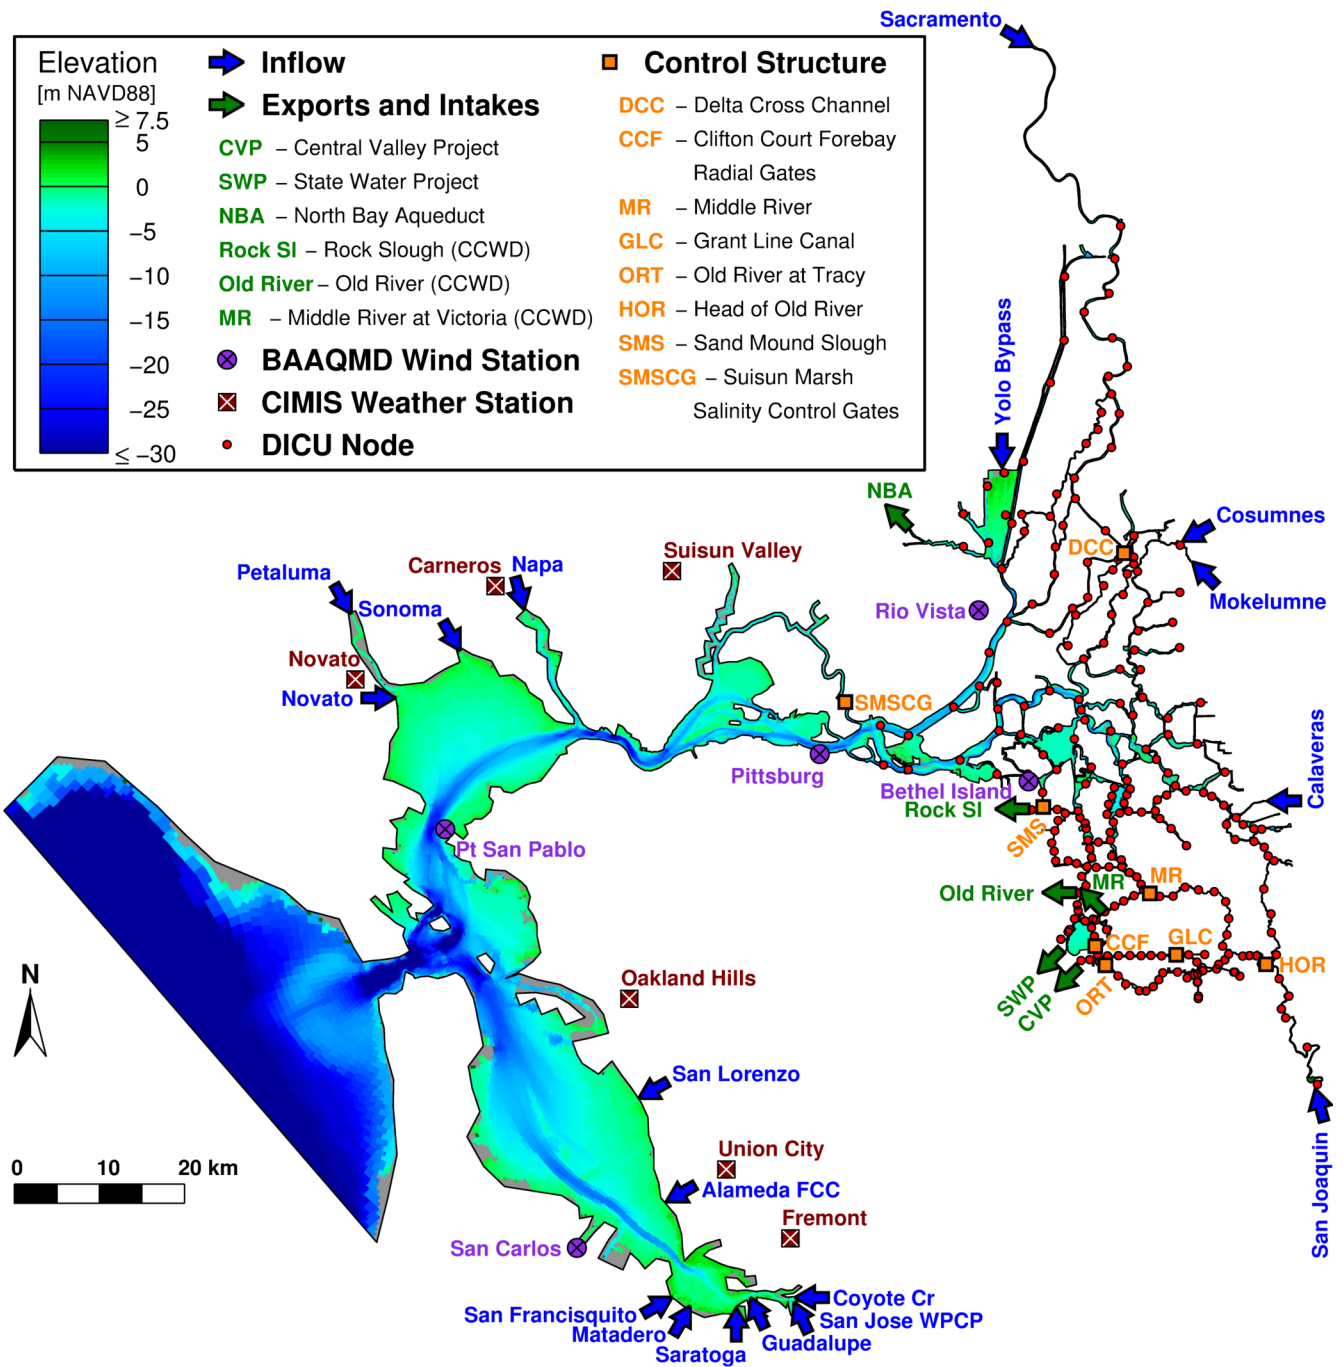 Sacramento
Elevation
[m NAVD88]
≥ 7.5
5
0
−5
−10
−15
−20
−25
≤ −30
Inflow
Exports and Intakes
CVP – Central Valley Project
SWP – State Water Project
NBA – North Bay Aqueduct
Rock Sl – Rock Slough (CCWD)
Old River – Old River (CCWD)
MR – Middle River at Victoria (CCWD)
BAAQMD Wind Station
CIMIS Weather Station
DICU Node
Control Structure
DCC – Delta Cross Channel
CCF – Clifton Court Forebay
Radial Gates
MR – Middle River
GLC – Grant Line Canal
ORT – Old River at Tracy
HOR – Head of Old River
SMS – Sand Mound Slough
SMSCG – Suisun Marsh
Salinity Control Gates
Yolo Bypass
NBA
Cosumnes
DCC
Suisun Valley
Carneros
Napa
Petaluma
Mokelumne
Sonoma
Rio Vista
Novato
Novato
SMSCG
Calaveras
Pittsburg
Bethel Island
Rock Sl
SMS
Pt San Pablo
MR
MR
Old River
CCF
GLC
HOR
SWP
CVP
ORT
N
Oakland Hills
San Lorenzo
Union City
0 10 20 km
Alameda FCC
San Joaquin
Fremont
San Carlos
Coyote Cr
San Francisquito
San Jose WPCP
Matadero
Guadalupe
Saratoga